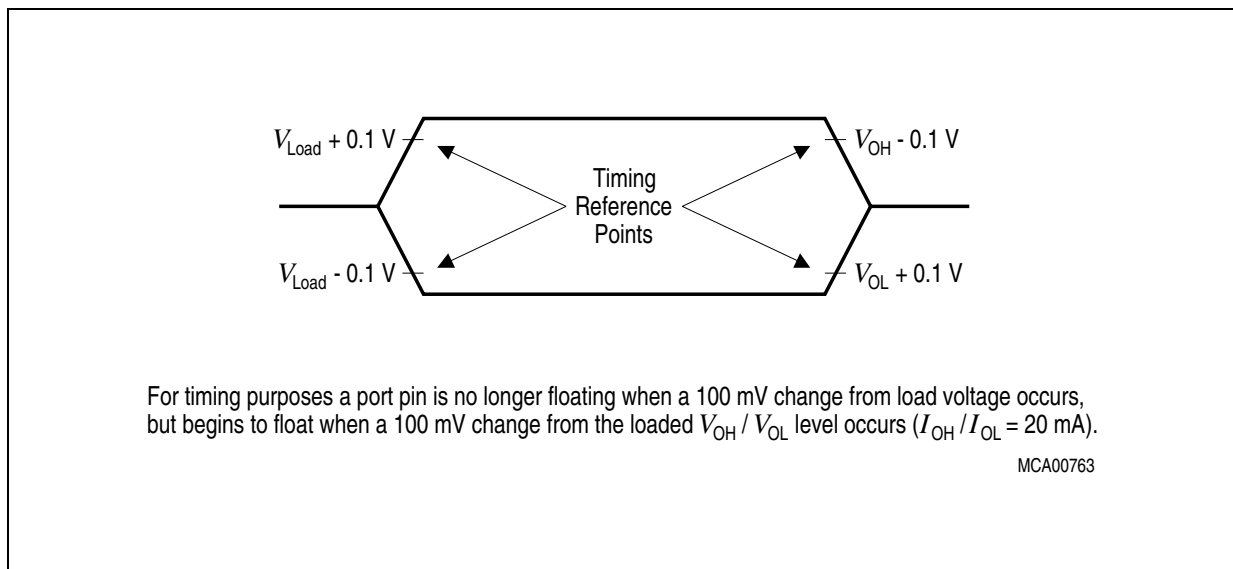 V_Load + 0.1 V
V_OH - 0.1 V
Timing
Reference
Points
V_Load - 0.1 V
V_OL + 0.1 V
For timing purposes a port pin is no longer floating when a 100 mV change from load voltage occurs,
but begins to float when a 100 mV change from the loaded V_OH / V_OL level occurs (I_OH / I_OL = 20 mA).
MCA00763